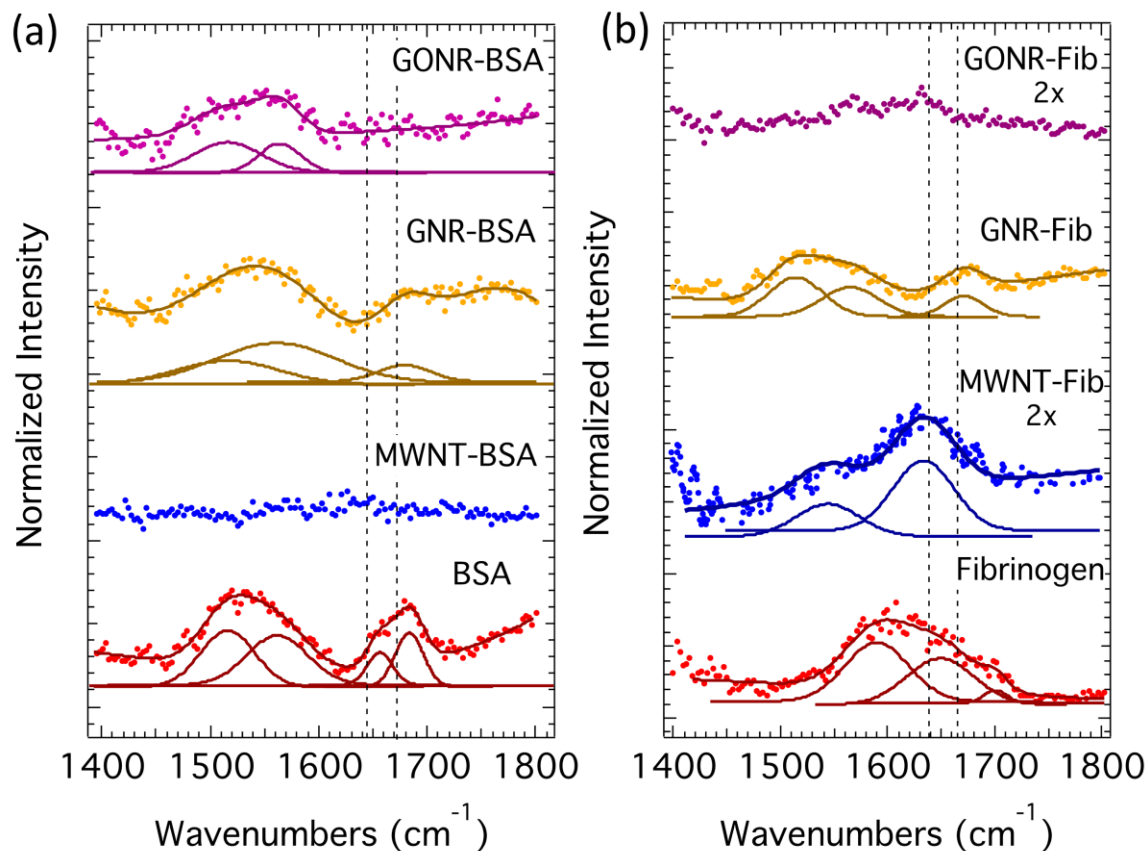 (a)
GONR-BSA
GNR-BSA
MWNT-BSA
BSA
Normalized Intensity
1400 1500 1600 1700 1800
Wavenumbers (cm⁻¹)
(b)
GONR-Fib
2x
GNR-Fib
MWNT-Fib
2x
Fibrinogen
Normalized Intensity
1400 1500 1600 1700 1800
Wavenumbers (cm⁻¹)